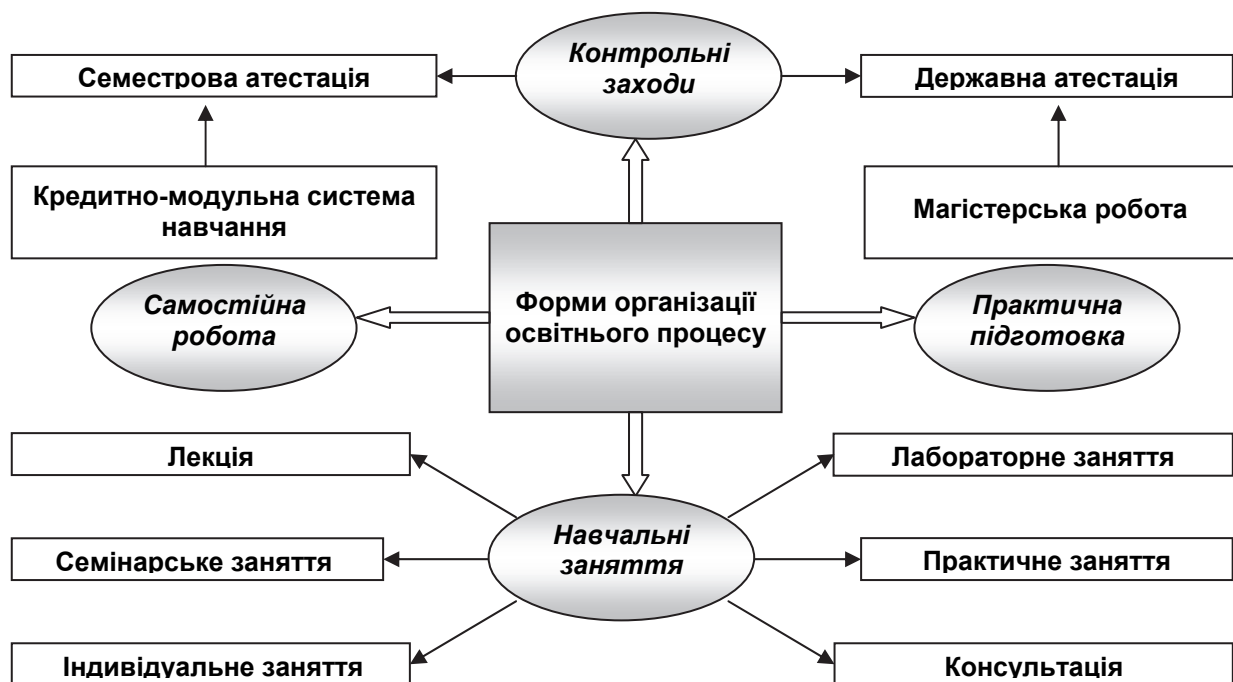 Контрольні
заходи
Семестрова атестація
Державна атестація
Кредитно-модульна система
навчання
Магістерська робота
Самостійна
робота
Форми організації
освітнього процесу
Практична
підготовка
Лекція
Лабораторне заняття
Навчальні
заняття
Семінарське заняття
Практичне заняття
Індивідуальне заняття
Консультація